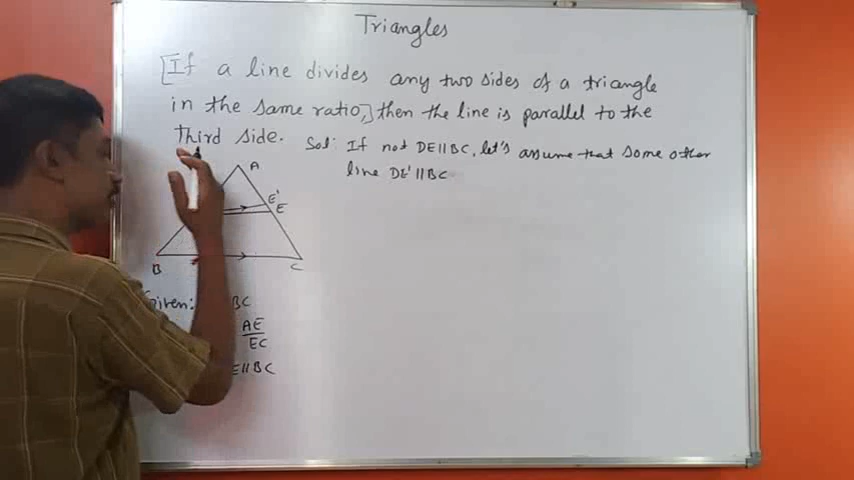 Triangles
[If a line divides any two sides of a triangle
in the same ratio,] then the line is parallel to the
third side.
Sol: If not DE||BC, let's assume that some other
line DE'||BC
A
E'
E
B
C
Given: BC
AE
EC
E||BC